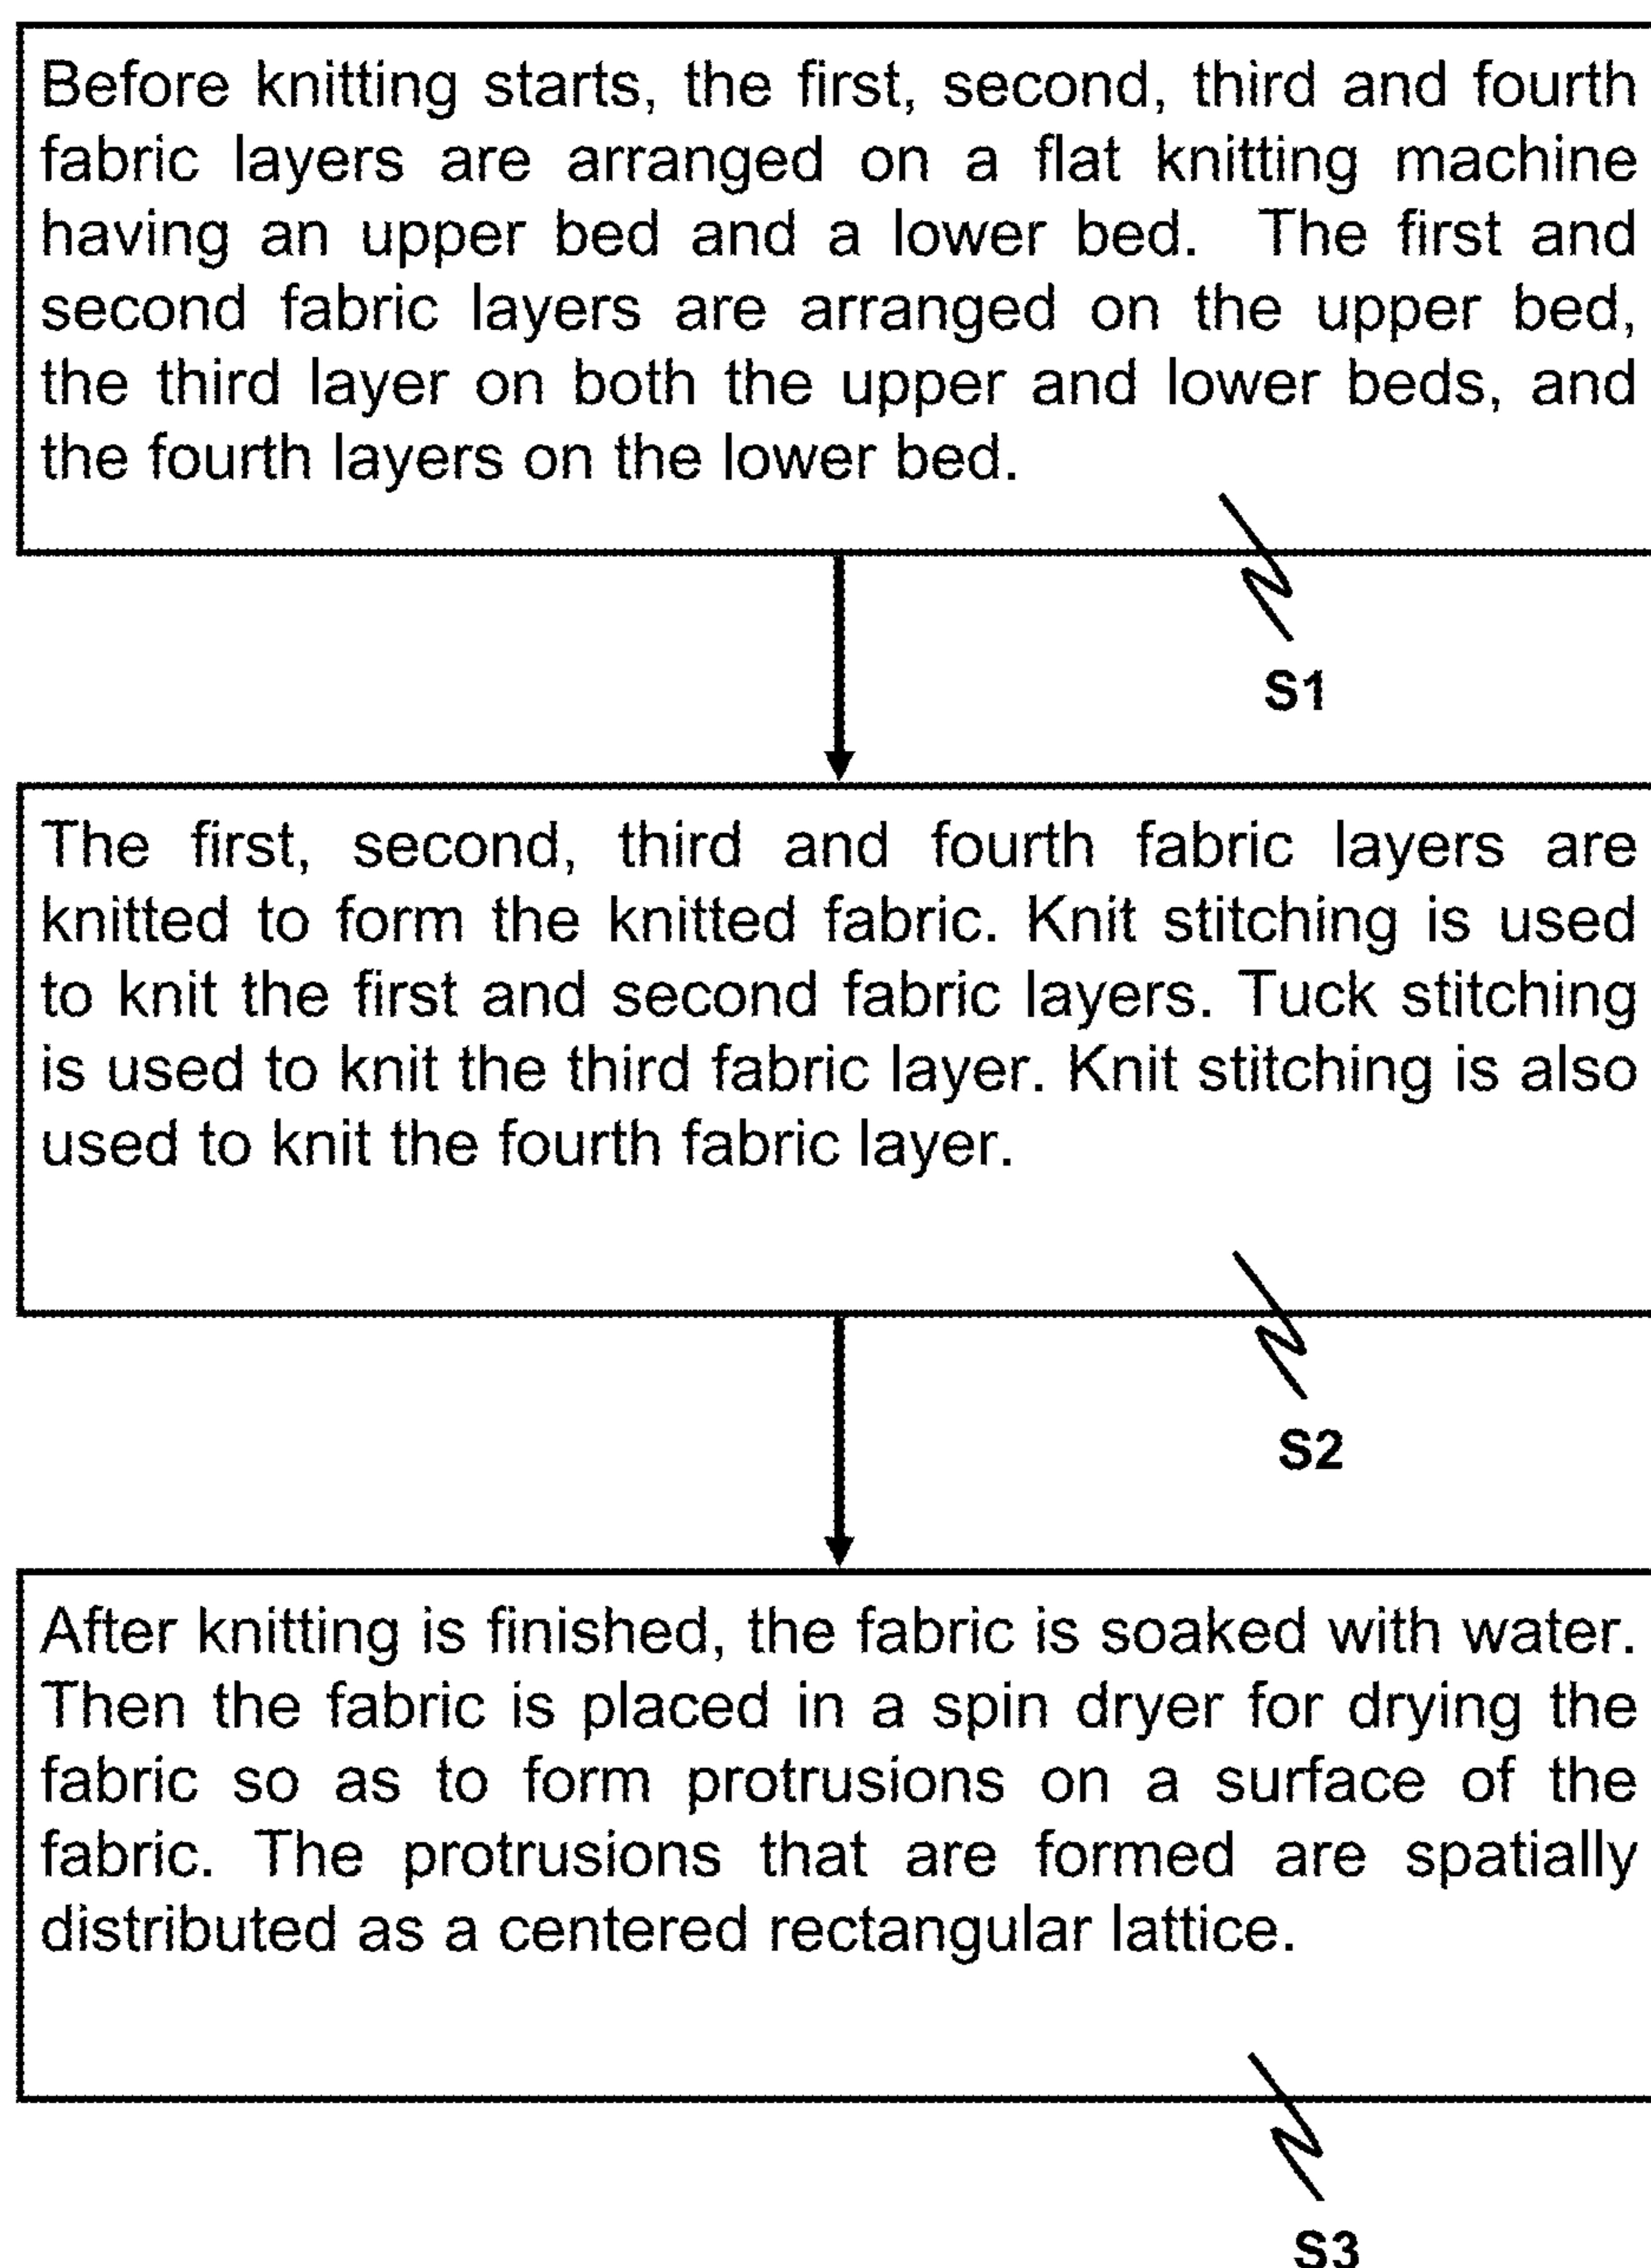 Before knitting starts, the first, second, third and fourth
fabric layers are arranged on a flat knitting machine
having an upper bed and a lower bed. The first and
second fabric layers are arranged on the upper bed,
the third layer on both the upper and lower beds, and
the fourth layers on the lower bed.
S1
The first, second, third and fourth fabric layers are
knitted to form the knitted fabric. Knit stitching is used
to knit the first and second fabric layers. Tuck stitching
is used to knit the third fabric layer. Knit stitching is also
used to knit the fourth fabric layer.
S2
After knitting is finished, the fabric is soaked with water.
Then the fabric is placed in a spin dryer for drying the
fabric so as to form protrusions on a surface of the
fabric. The protrusions that are formed are spatially
distributed as a centered rectangular lattice.
S3